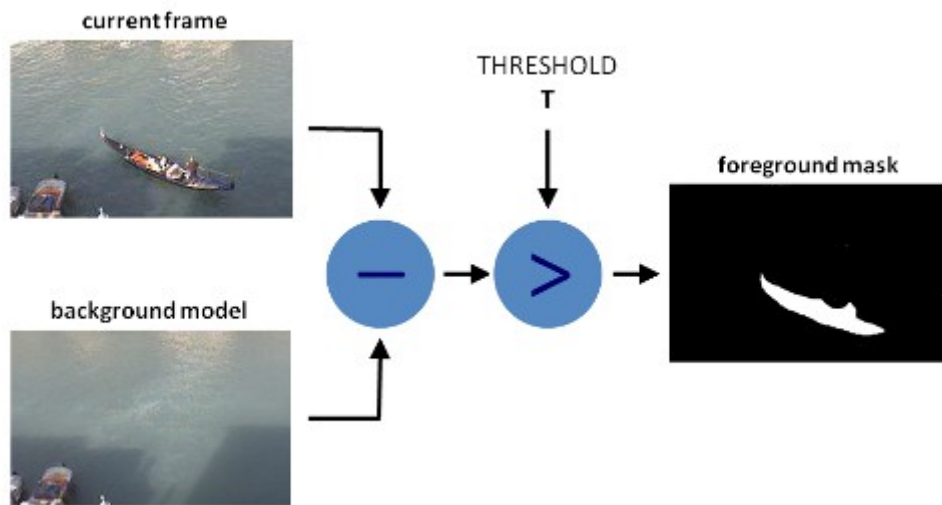 current frame
THRESHOLD
T
foreground mask
−
>
background model